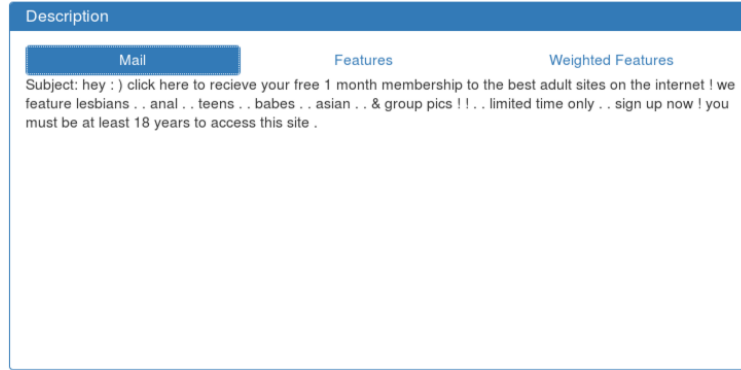 Description
Mail Features Weighted Features
Subject: hey : ) click here to recieve your free 1 month membership to the best adult sites on the internet ! we
feature lesbians . . anal . . teens . . babes . . asian . . & group pics ! ! . . limited time only . . sign up now ! you
must be at least 18 years to access this site .